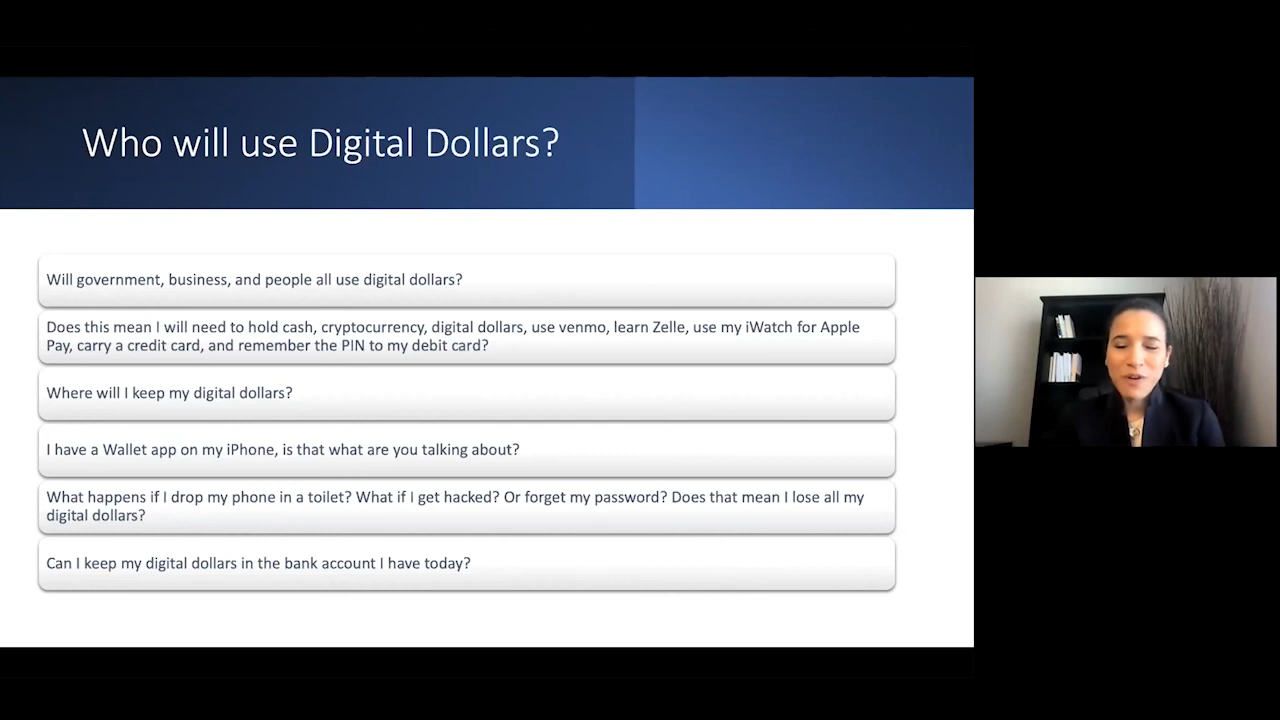 Who will use Digital Dollars?
Will government, business, and people all use digital dollars?
Does this mean I will need to hold cash, cryptocurrency, digital dollars, use venmo, learn Zelle, use my iWatch for Apple
Pay, carry a credit card, and remember the PIN to my debit card?
Where will I keep my digital dollars?
I have a Wallet app on my iPhone, is that what are you talking about?
What happens if I drop my phone in a toilet? What if I get hacked? Or forget my password? Does that mean I lose all my
digital dollars?
Can I keep my digital dollars in the bank account I have today?